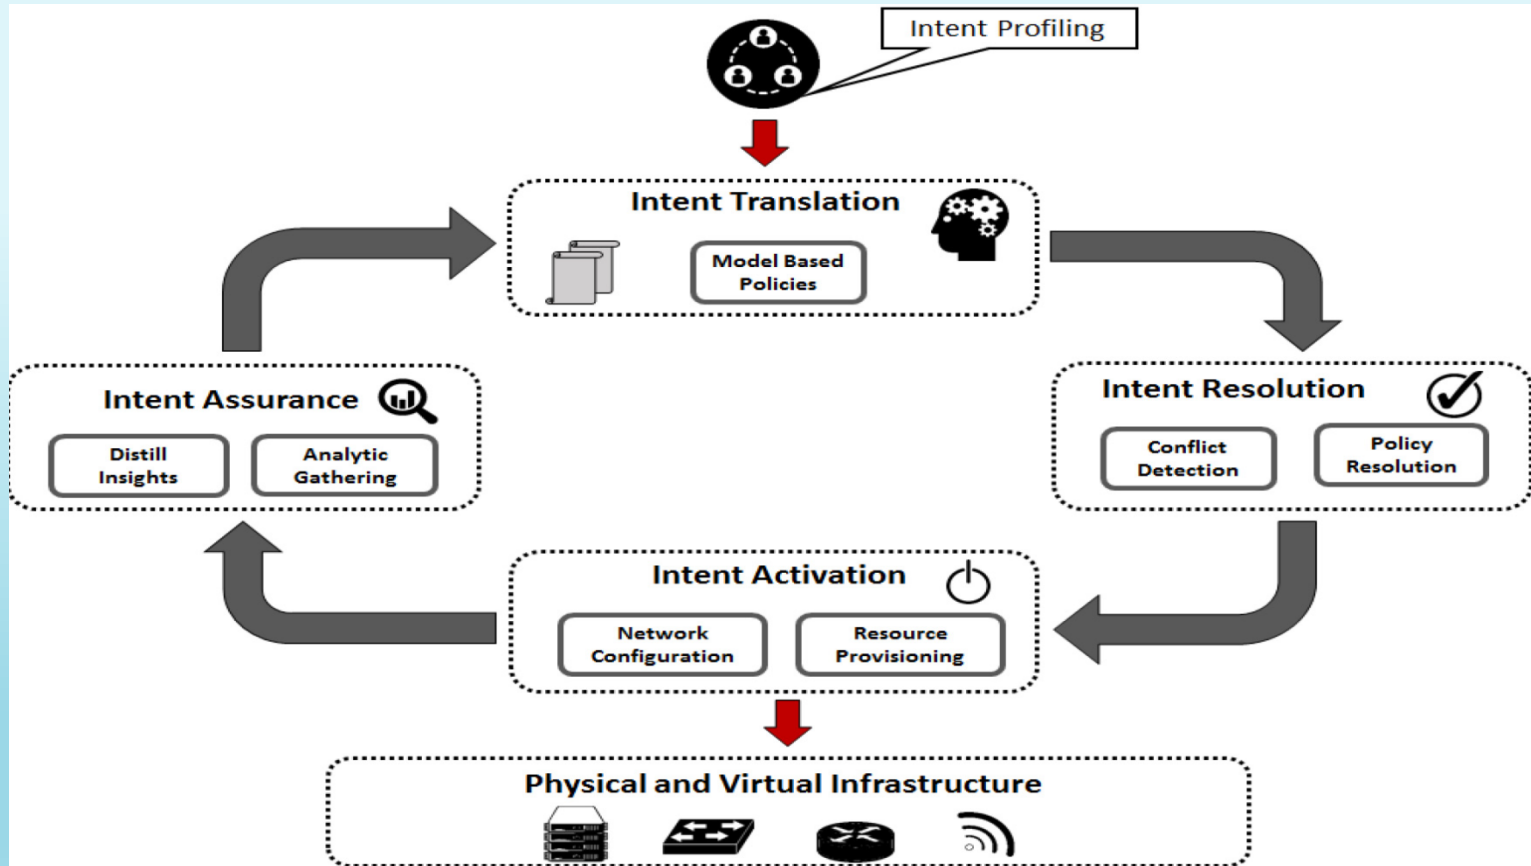 Intent Profiling
Intent Translation
Model Based
Policies
Intent Assurance
Distill
Insights
Analytic
Gathering
Intent Resolution
Conflict
Detection
Policy
Resolution
Intent Activation
Network
Configuration
Resource
Provisioning
Physical and Virtual Infrastructure